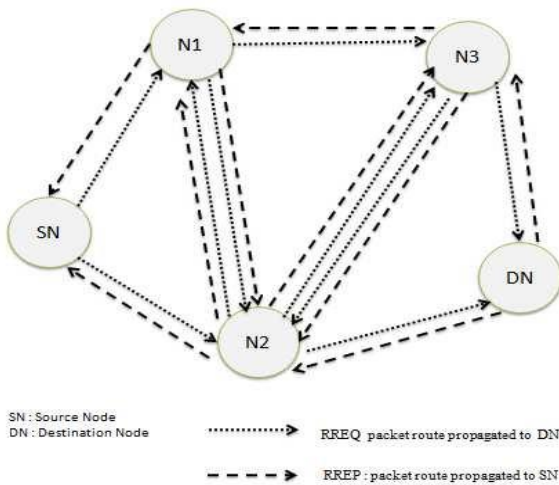 N1
N3
SN
DN
N2
SN : Source Node
DN : Destination Node
RREQ packet route propagated to DN
RREP : packet route propagated to SN